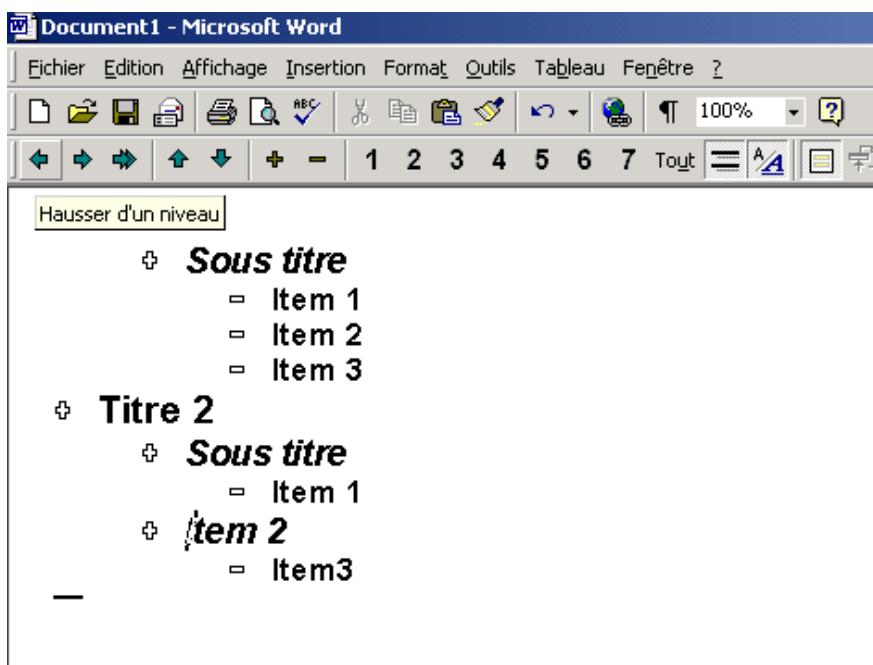 Document1 - Microsoft Word
Fichier Edition Affichage Insertion Format Outils Tableau Fenêtre ?
ABC ¶ 100% ?
1 2 3 4 5 6 7 Tout A/A
Hausser d'un niveau
Sous titre
Item 1
Item 2
Item 3
Titre 2
Sous titre
Item 1
Item 2
Item3